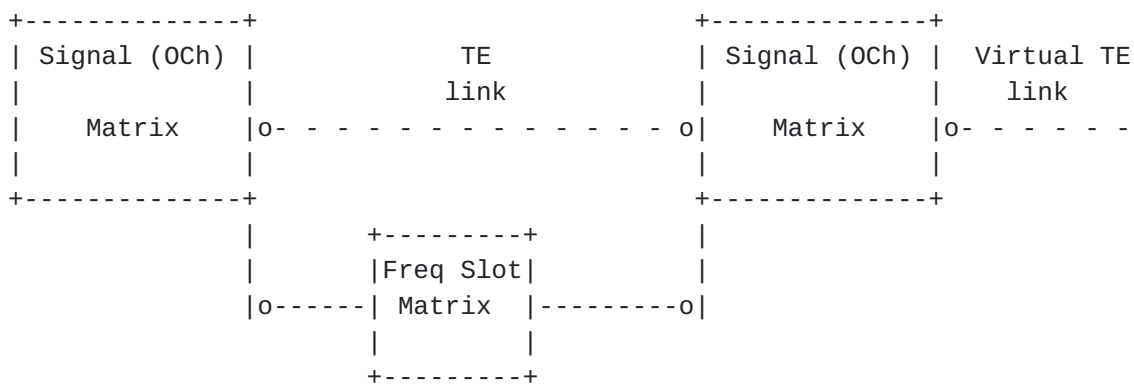 +--------------+                            +--------------+
| Signal (OCh) |             TE             | Signal (OCh) |  Virtual TE
|              |            link            |              |    link
|    Matrix    |o- - - - - - - - - - - - - o|    Matrix    |o- - - - - -
|              |                            |              |
+--------------+                            +--------------+
               |       +---------+          |
               |       |Freq Slot|          |
               |o------| Matrix  |---------o|
                       |         |
                       +---------+